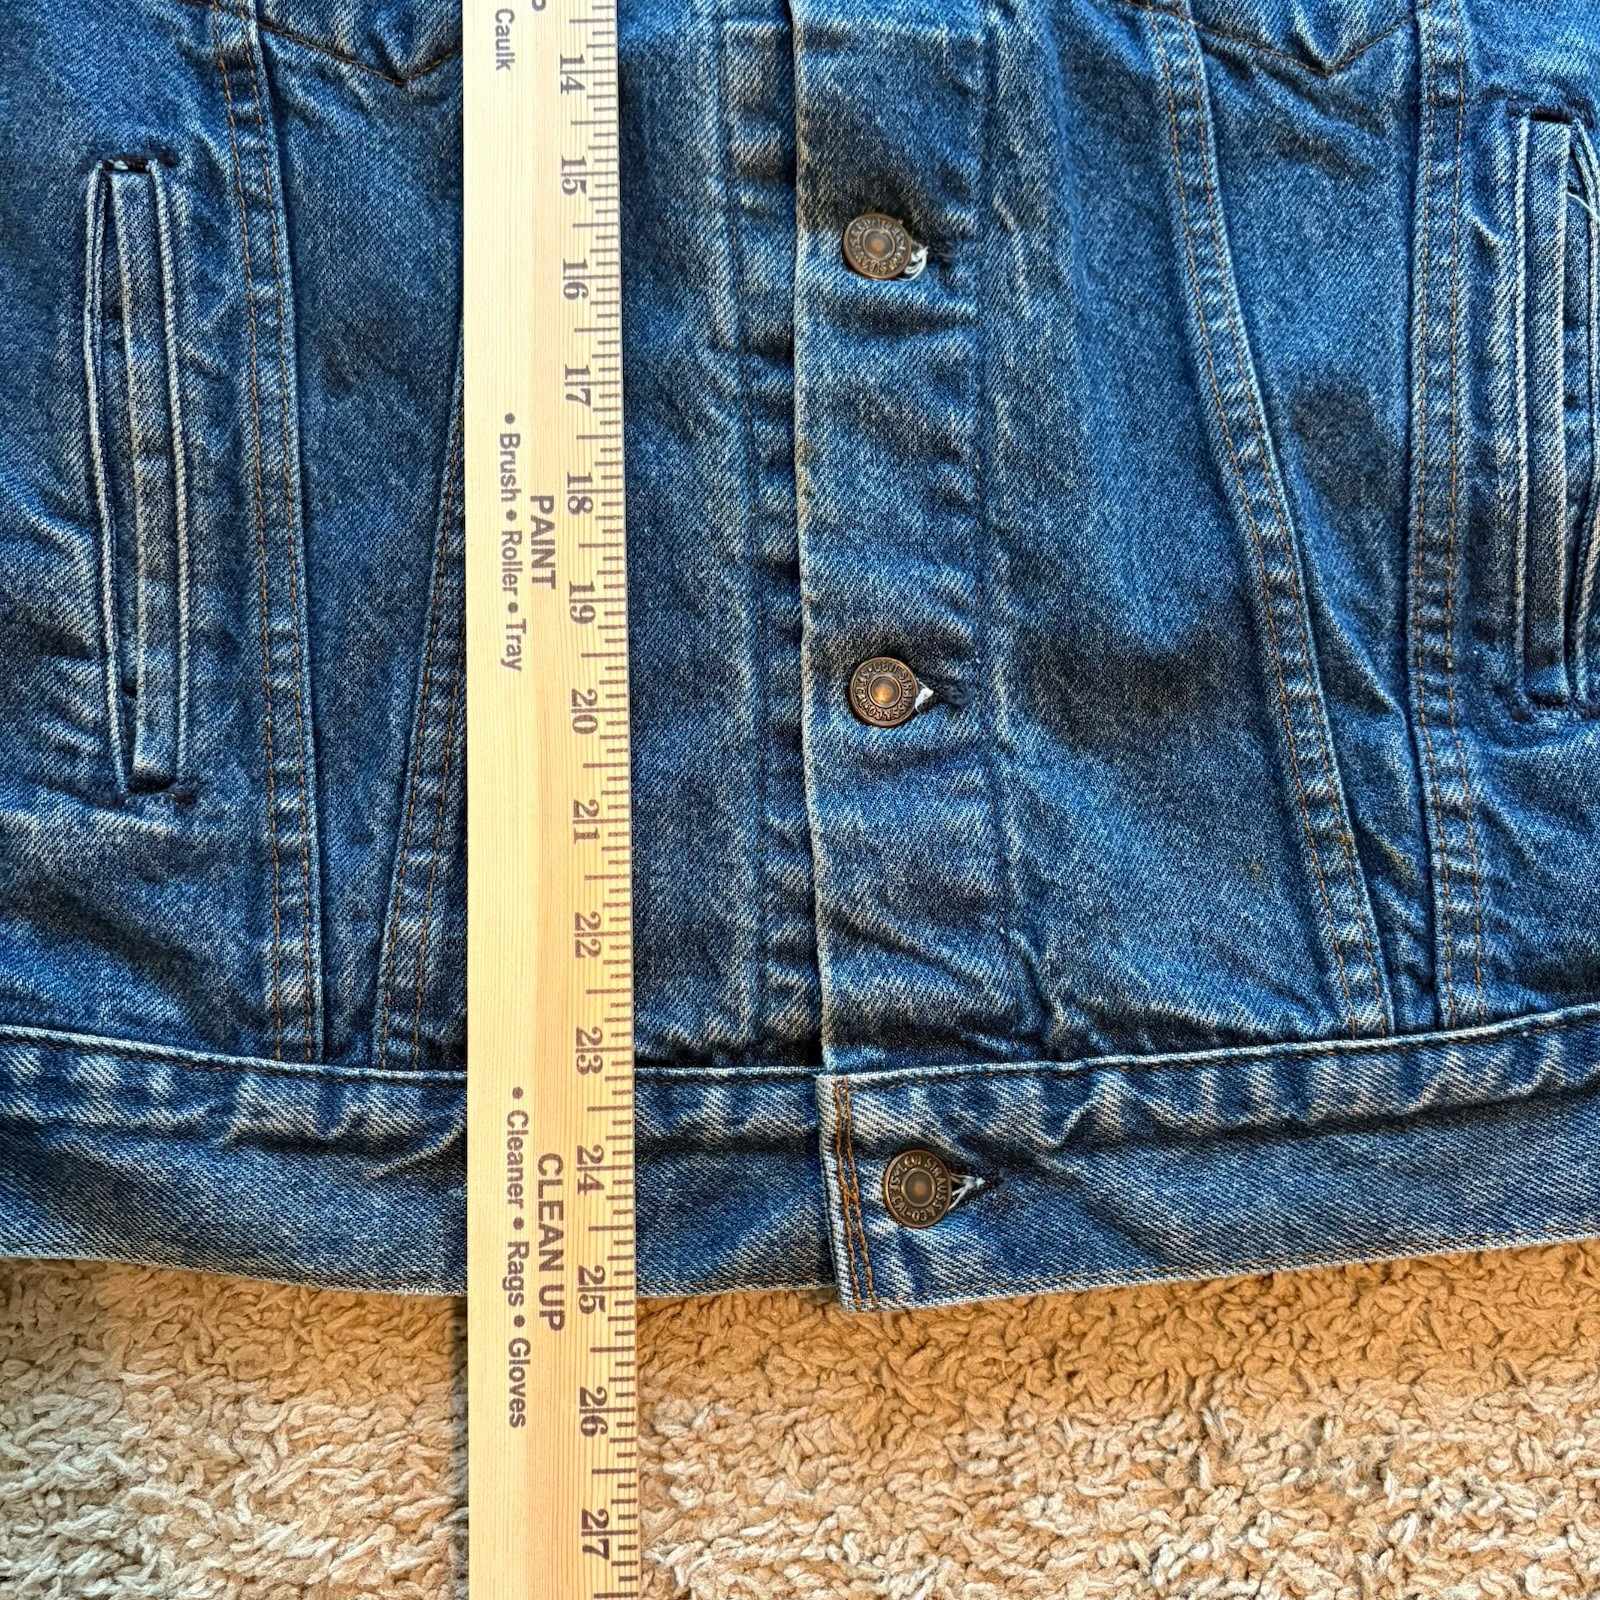 P
Caulk
14
15
16
17
18
19
20
21
22
23
24
25
26
27
PAINT
• Brush • Roller • Tray
CLEAN UP
• Cleaner • Rags • Gloves